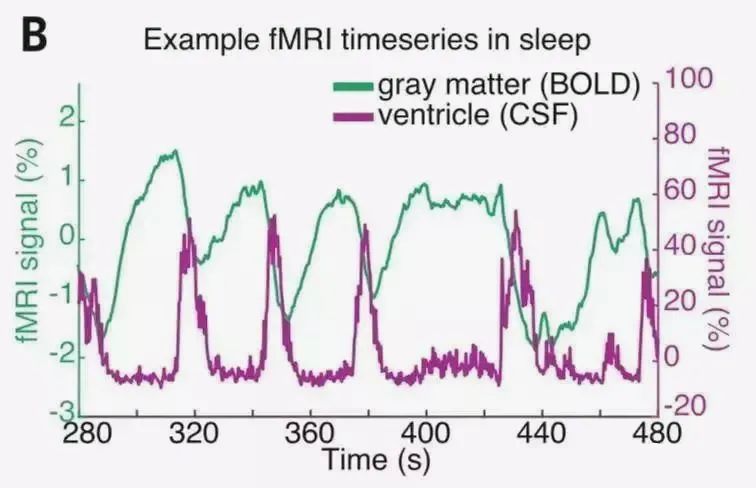 B
Example fMRI timeseries in sleep
gray matter (BOLD)
ventricle (CSF)
fMRI signal (%)
2
1
0
-1
-2
-3
100
80
60
40
20
0
-20
fMRI signal (%)
280 320 360 400 440 480
Time (s)